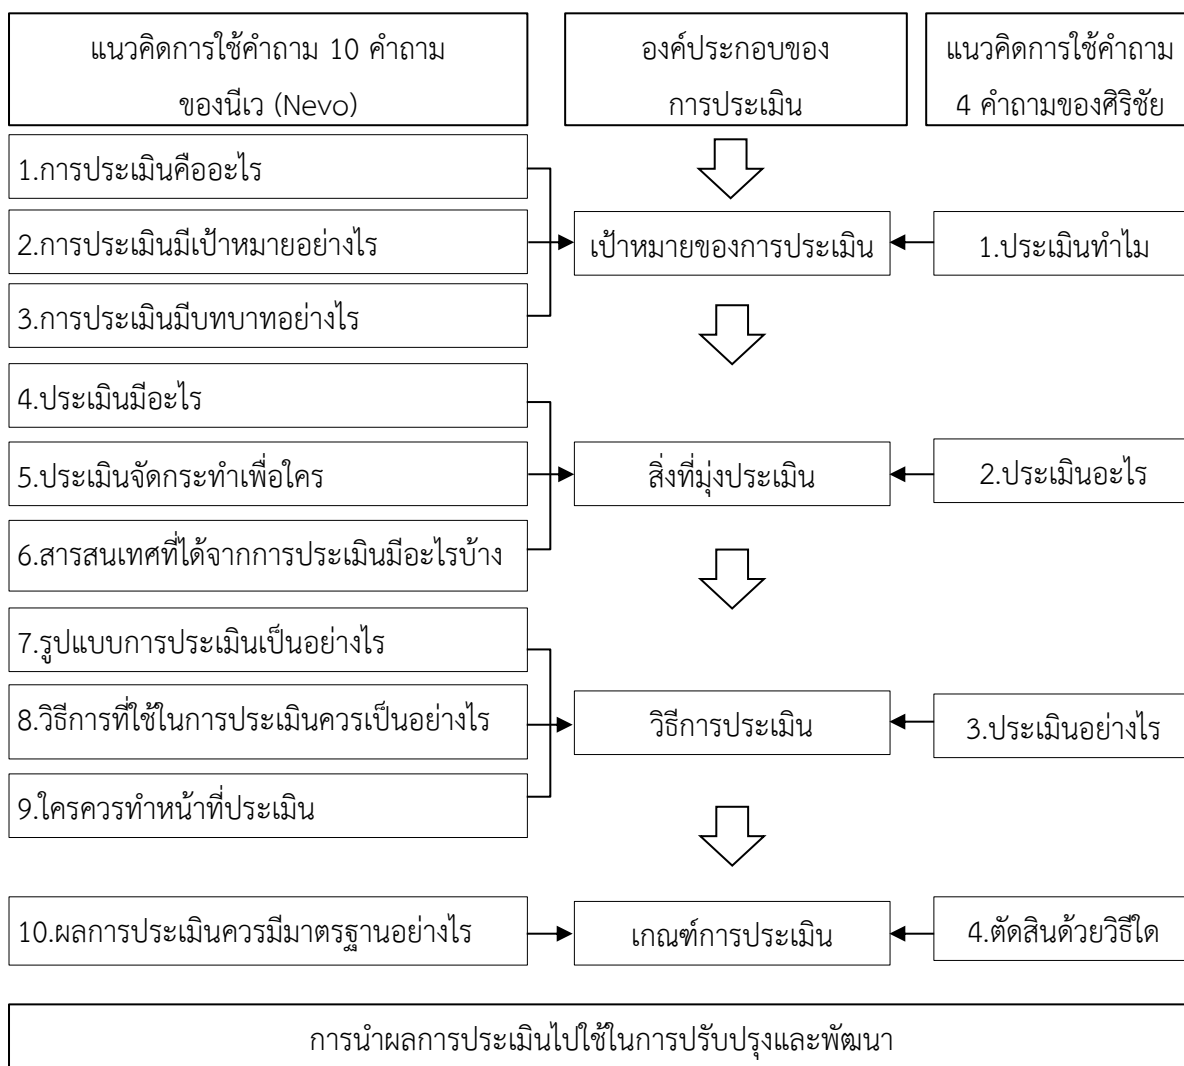 แนวคิดการใช้คำถาม 10 คำถาม
ของนีเว (Nevo)
องค์ประกอบของ
การประเมิน
แนวคิดการใช้คำถาม
4 คำถามของศิริชัย
1.การประเมินคืออะไร
2.การประเมินมีเป้าหมายอย่างไร
3.การประเมินมีบทบาทอย่างไร
เป้าหมายของการประเมิน
1.ประเมินทำไม
4.ประเมินมีอะไร
5.ประเมินจัดกระทำเพื่อใคร
6.สารสนเทศที่ได้จากการประเมินมีอะไรบ้าง
สิ่งที่มุ่งประเมิน
2.ประเมินอะไร
7.รูปแบบการประเมินเป็นอย่างไร
8.วิธีการที่ใช้ในการประเมินควรเป็นอย่างไร
9.ใครควรทำหน้าที่ประเมิน
วิธีการประเมิน
3.ประเมินอย่างไร
10.ผลการประเมินควรมีมาตรฐานอย่างไร
เกณฑ์การประเมิน
4.ตัดสินด้วยวิธีใด
การนำผลการประเมินไปใช้ในการปรับปรุงและพัฒนา